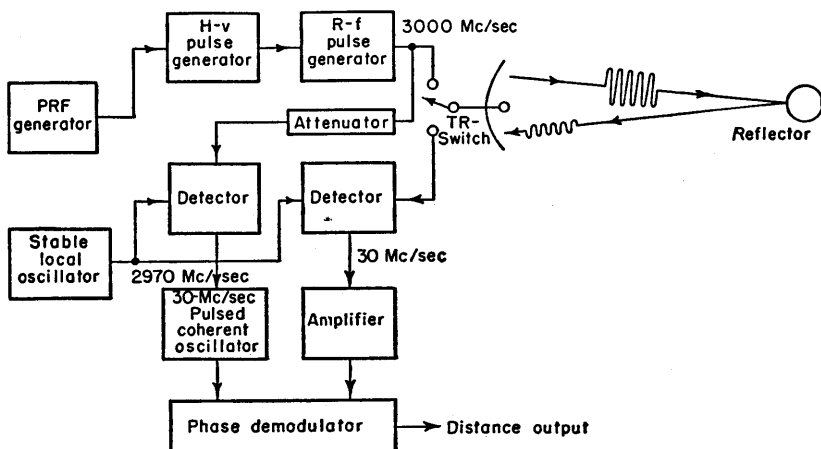 H-v
pulse
generator
R-f
pulse
generator
3000 Mc/sec
PRF
generator
Attenuator
TR-
Switch
Reflector
Detector
Detector
Stable
local
oscillator
2970 Mc/sec
30 Mc/sec
30-Mc/sec
Pulsed
coherent
oscillator
Amplifier
Phase demodulator
Distance output